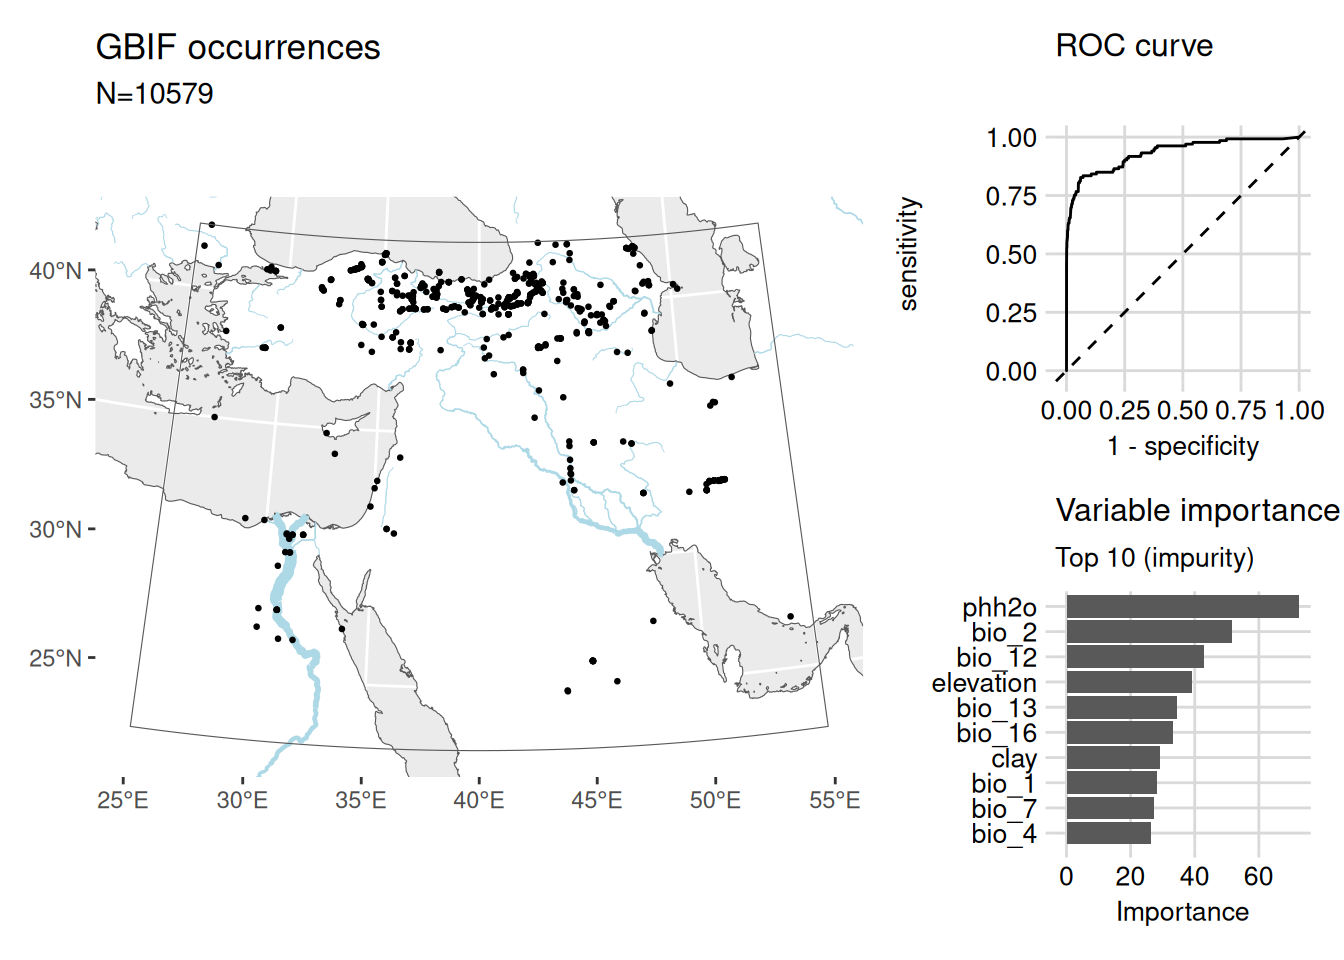 GBIF occurrences
N=10579
40°N
35°N
30°N
25°N
25°E 30°E 35°E 40°E 45°E 50°E 55°E
ROC curve
sensitivity
1.00
0.75
0.50
0.25
0.00
0.00 0.25 0.50 0.75 1.00
1 - specificity
Variable importance
Top 10 (impurity)
phh2o
bio_2
bio_12
elevation
bio_13
bio_16
clay
bio_1
bio_7
bio_4
0 20 40 60
Importance